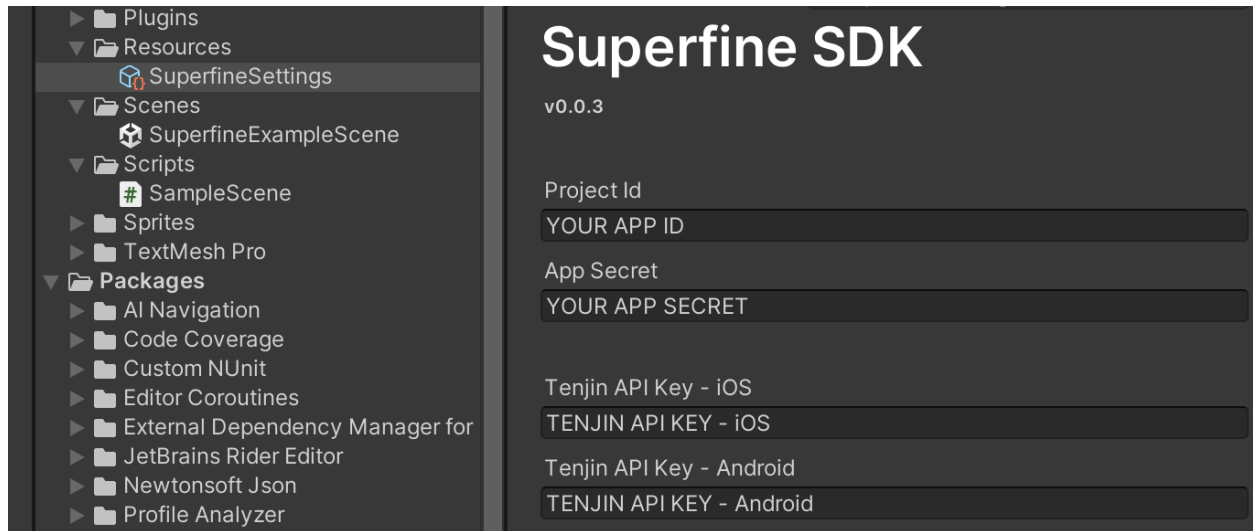 Plugins
Resources
SuperfineSettings
Scenes
SuperfineExampleScene
Scripts
SampleScene
Sprites
TextMesh Pro
Packages
AI Navigation
Code Coverage
Custom NUnit
Editor Coroutines
External Dependency Manager for
JetBrains Rider Editor
Newtonsoft Json
Profile Analyzer
Superfine SDK
v0.0.3
Project Id
YOUR APP ID
App Secret
YOUR APP SECRET
Tenjin API Key - iOS
TENJIN API KEY - iOS
Tenjin API Key - Android
TENJIN API KEY - Android